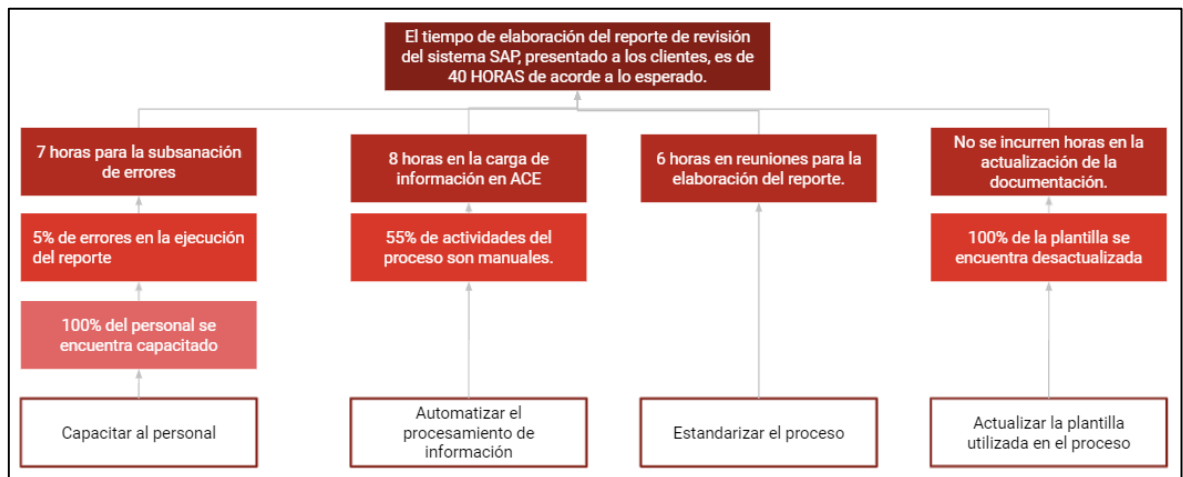 El tiempo de elaboración del reporte de revisión
del sistema SAP, presentado a los clientes, es de
40 HORAS de acorde a lo esperado.
7 horas para la subsanación
de errores
8 horas en la carga de
información en ACE
6 horas en reuniones para la
elaboración del reporte.
No se incurren horas en la
actualización de la
documentación.
5% de errores en la ejecución
del reporte
55% de actividades del
proceso son manuales.
100% de la plantilla se
encuentra desactualizada
100% del personal se
encuentra capacitado
Capacitar al personal
Automatizar el
procesamiento de
información
Estandarizar el proceso
Actualizar la plantilla
utilizada en el proceso